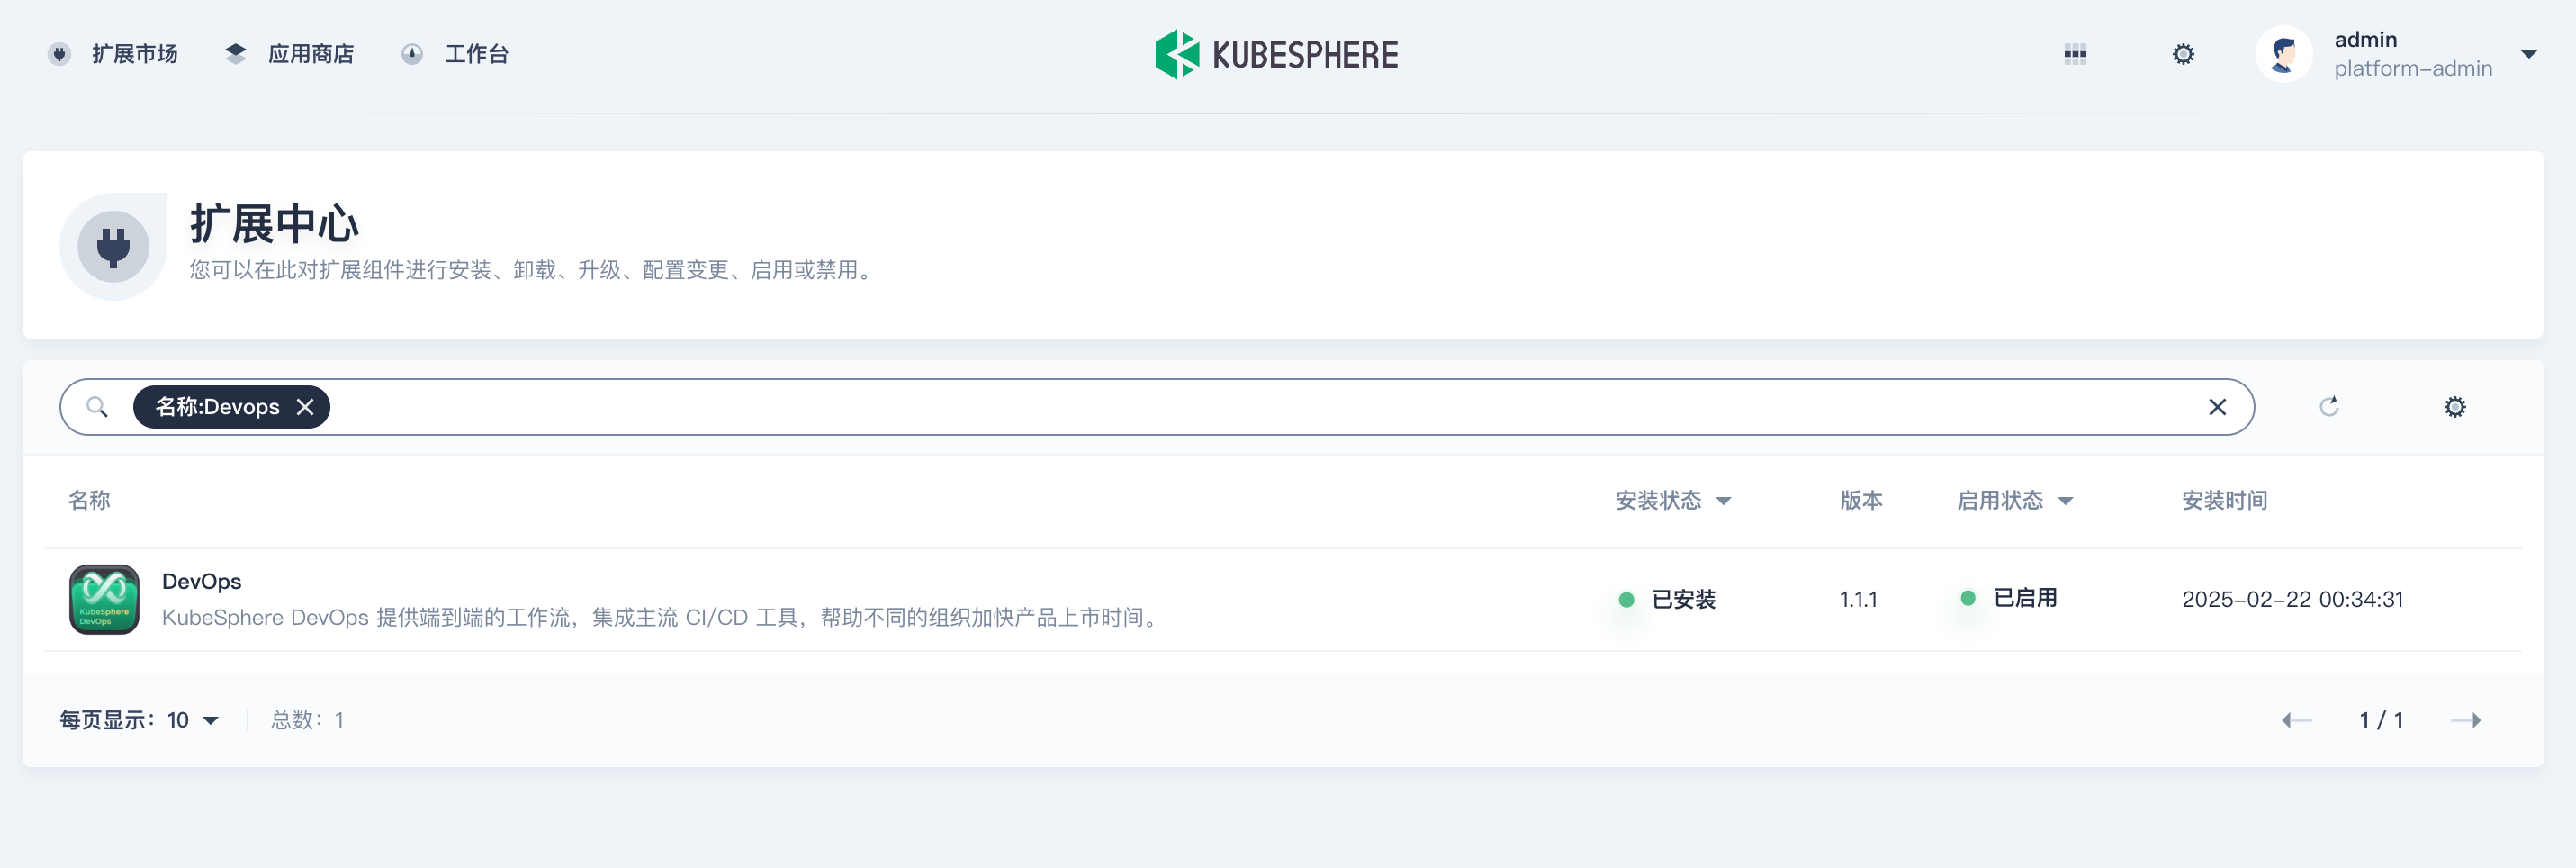 扩展市场 应用商店 工作台 KUBESPHERE admin
platform-admin
扩展中心
您可以在此对扩展组件进行安装、卸载、升级、配置变更、启用或禁用。
名称:Devops
名称 安装状态 版本 启用状态 安装时间
KubeSphere
DevOps
DevOps
KubeSphere DevOps 提供端到端的工作流，集成主流 CI/CD 工具，帮助不同的组织加快产品上市时间。
已安装 1.1.1 已启用 2025-02-22 00:34:31
每页显示：10 总数：1 1 / 1